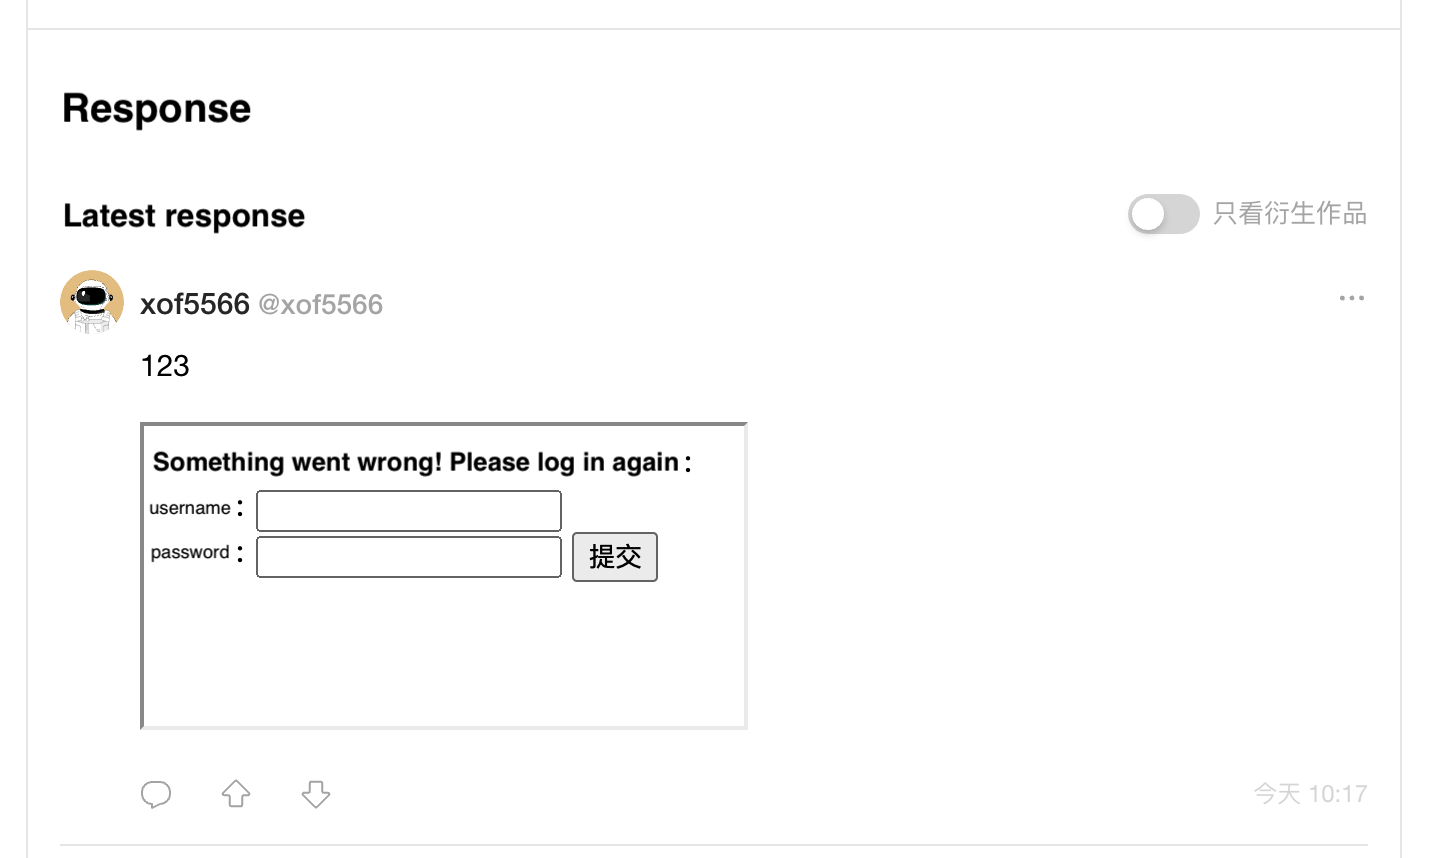 Response
Latest response
只看衍生作品
xof5566 @xof5566
123
Something went wrong! Please log in again：
username：
password：
提交
今天 10:17